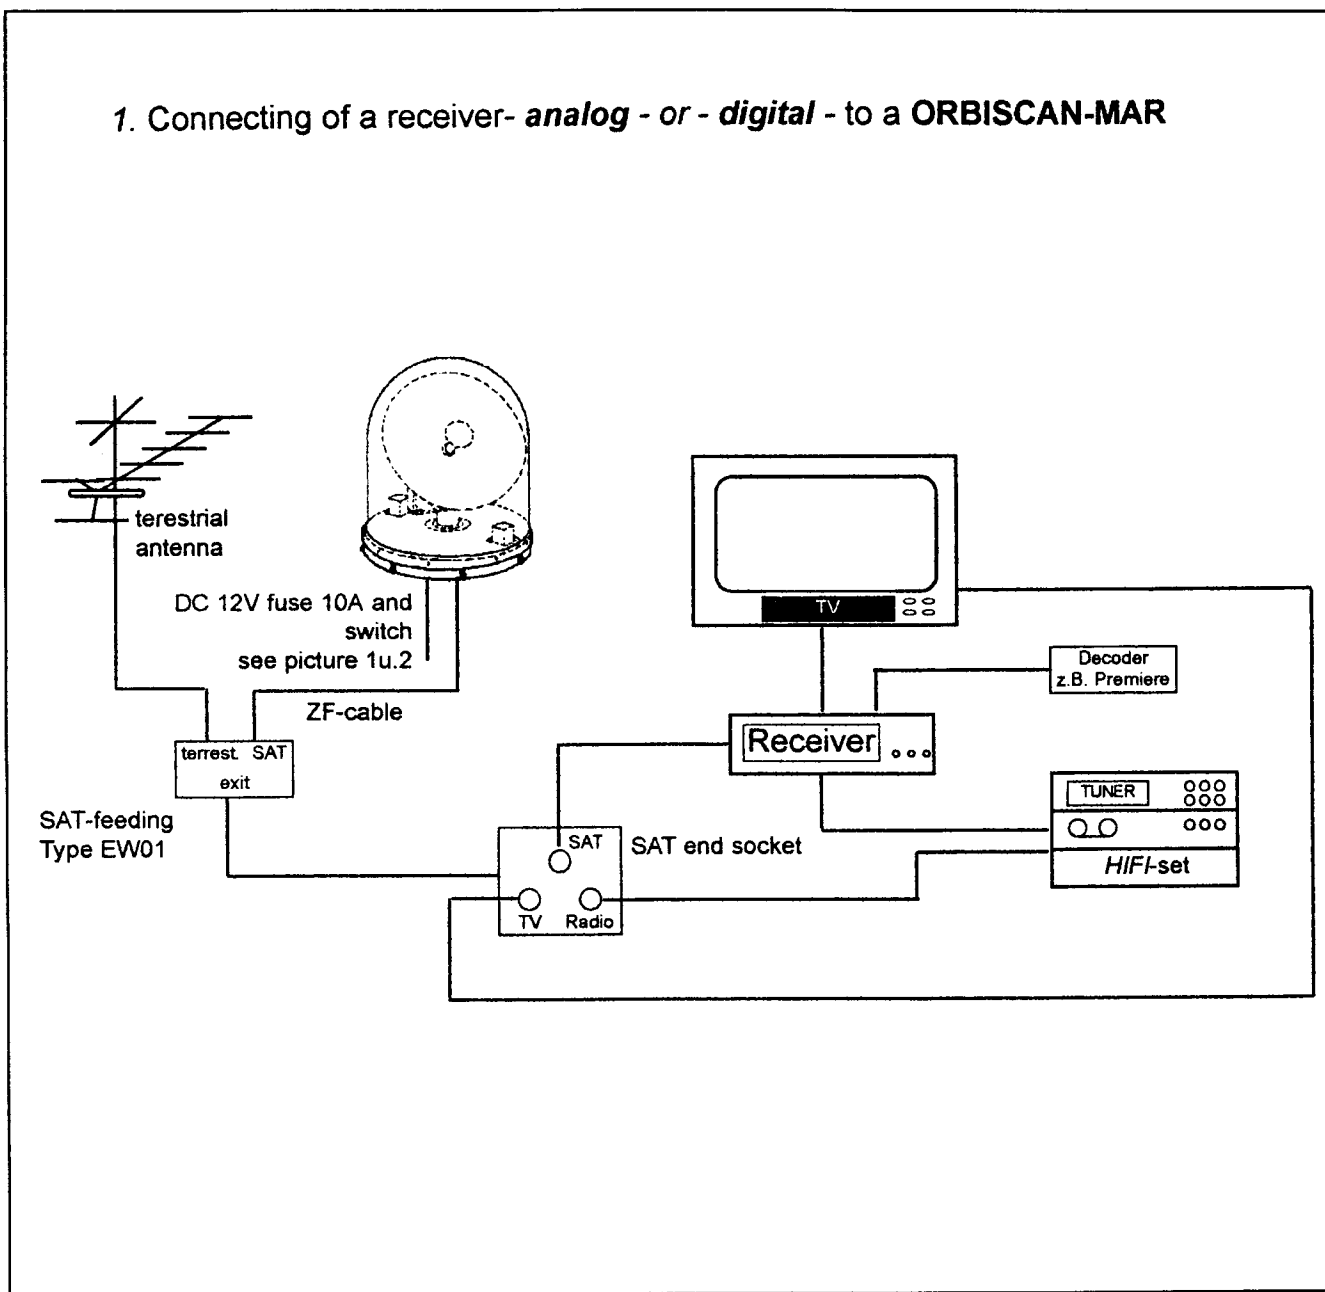 1. Connecting of a receiver- analog - or - digital - to a ORBISCAN-MAR
terestrial
antenna
DC 12V fuse 10A and
switch
see picture 1u.2
ZF-cable
terrest. SAT
exit
SAT-feeding
Type EW01
TV
Decoder
z.B. Premiere
Receiver
TUNER
HIFI-set
SAT
SAT end socket
TV
Radio